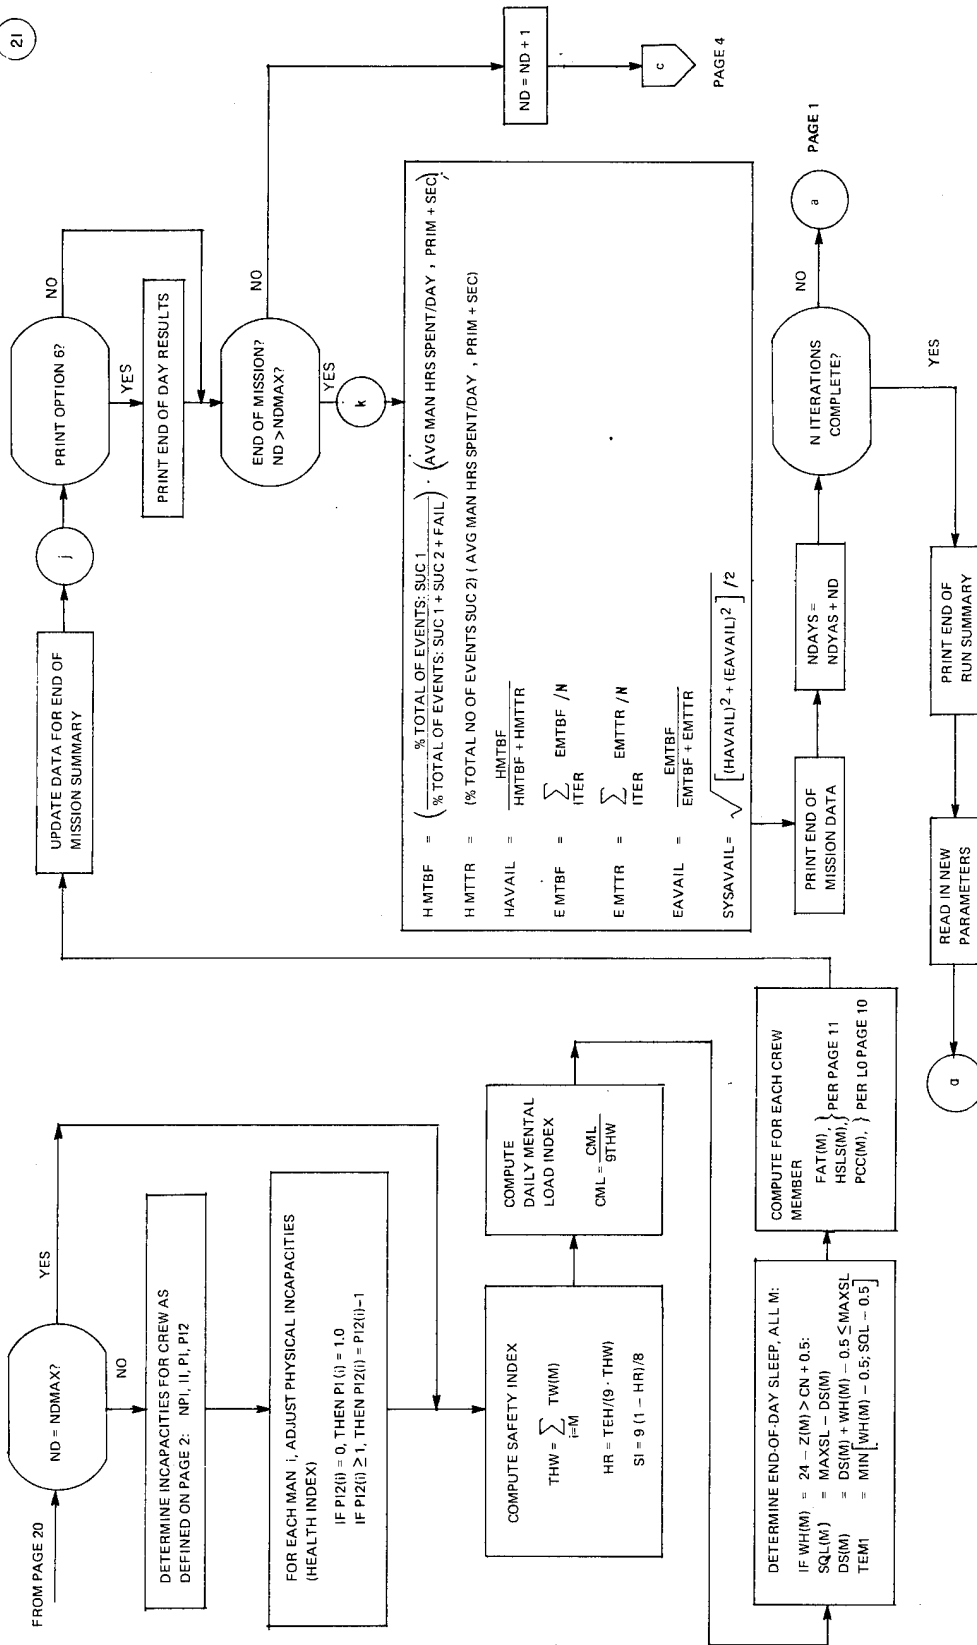 21
FROM PAGE 20
ND = NDMAX?
YES
NO
DETERMINE INCAPACITIES FOR CREW AS
DEFINED ON PAGE 2: NPI, II, PI, PI2
FOR EACH MAN i, ADJUST PHYSICAL INCAPACITIES
(HEALTH INDEX)
IF PI2(i) = 0, THEN PI (i) = 1.0
IF PI2(i) ≥ 1, THEN PI2(i) = PI2(i)-1
COMPUTE SAFETY INDEX
THW = ∑ TW(M)
i=M
HR = TEH/(9 · THW)
SI = 9 (1 - HR)/8
COMPUTE
DAILY MENTAL
LOAD INDEX
CML = CML
9THW
DETERMINE END-OF-DAY SLEEP, ALL M:
IF WH(M) = 24 - Z(M) > CN + 0.5:
SQL(M) = MAXSL - DS(M)
DS(M) = DS(M) + WH(M) - 0.5 ≤ MAXSL
TEM1 = MIN [WH(M) - 0.5; SQL - 0.5]
COMPUTE FOR EACH CREW
MEMBER
FAT(M), } PER PAGE 11
HSLS(M),
PCC(M), } PER L0 PAGE 10
UPDATE DATA FOR END OF
MISSION SUMMARY
j
PRINT OPTION 6?
NO
YES
PRINT END OF DAY RESULTS
END OF MISSION?
ND > NDMAX?
NO
YES
ND = ND + 1
c
PAGE 4
k
HMTBF = (% TOTAL OF EVENTS: SUC 1 / % TOTAL OF EVENTS: SUC 1 + SUC 2 + FAIL) · (AVG MAN HRS SPENT/DAY , PRIM + SEC)
HMTTR = (% TOTAL NO OF EVENTS SUC 2) ( AVG MAN HRS SPENT/DAY , PRIM + SEC)
HAVAIL = HMTBF
HMTBF + HMTTR
EMTBF = ∑ EMTBF /N
ITER
EMTTR = ∑ EMTTR /N
ITER
EAVAIL = EMTBF
EMTBF + EMTTR
SYSAVAIL = √[(HAVAIL)² + (EAVAIL)²] /2
PRINT END OF
MISSION DATA
NDAYS =
NDYAS + ND
N ITERATIONS
COMPLETE?
NO
a
PAGE 1
YES
PRINT END OF
RUN SUMMARY
READ IN NEW
PARAMETERS
a